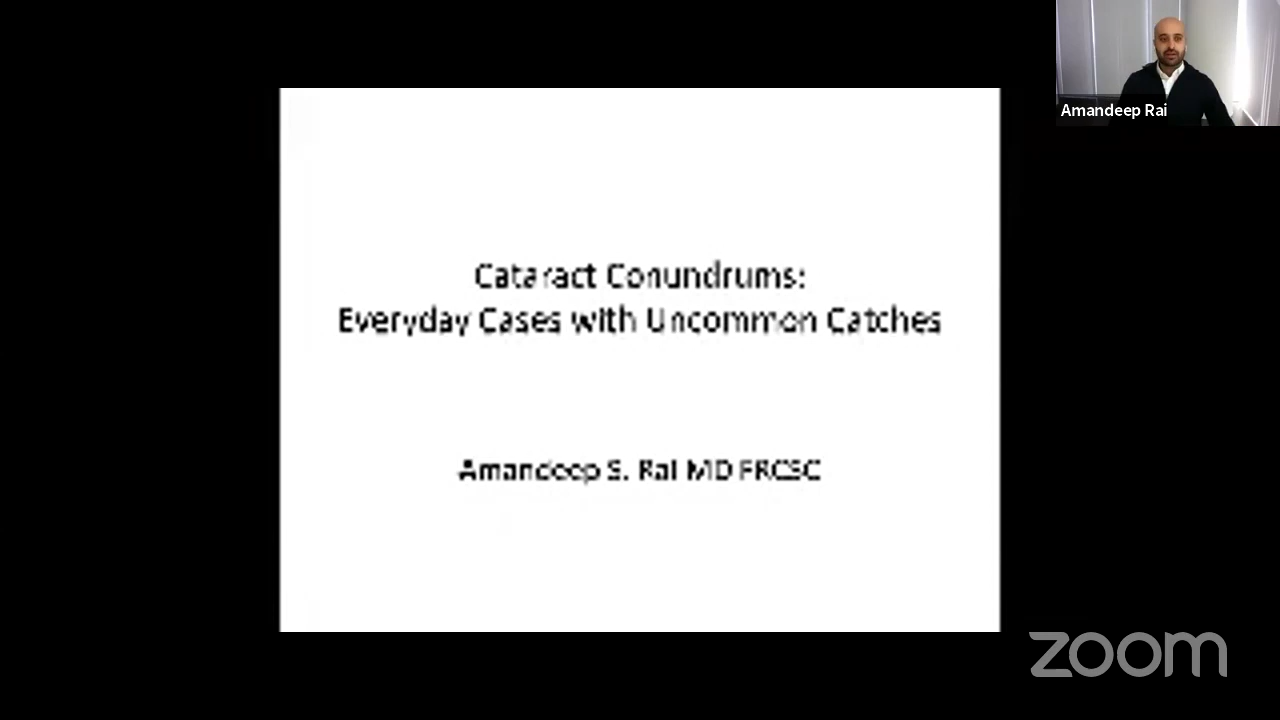 Cataract Conundrums:
Everyday Cases with Uncommon Catches
Amandeep S. Rai MD FRCSC
Amandeep Rai
zoom